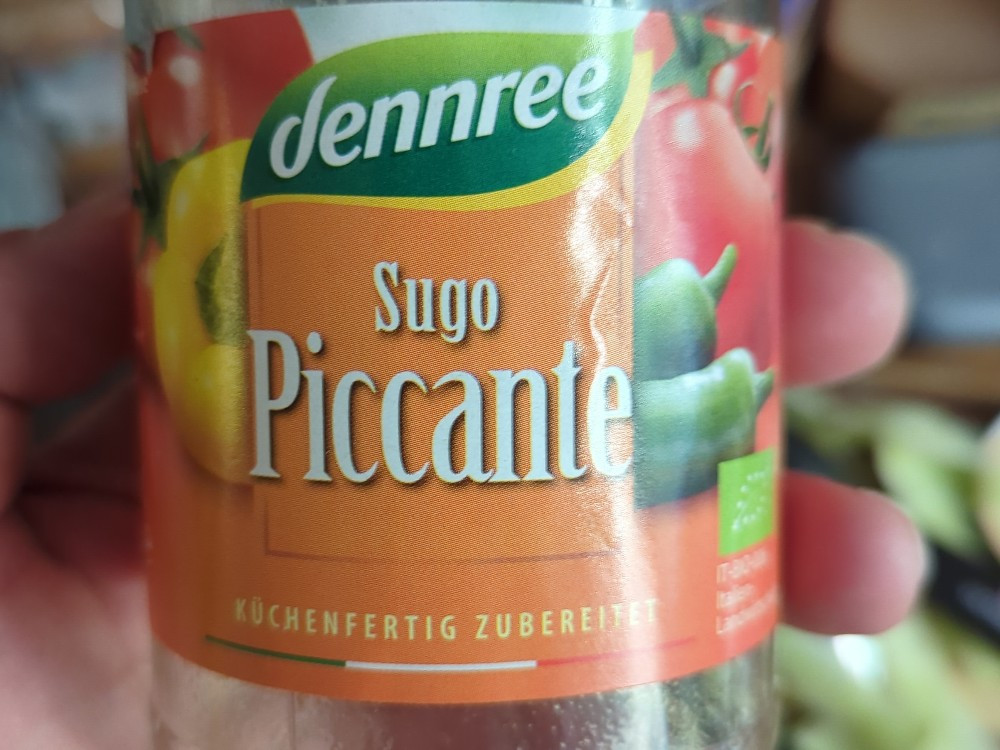 dennree
Sugo
Piccante
KÜCHENFERTIG ZUBEREITET